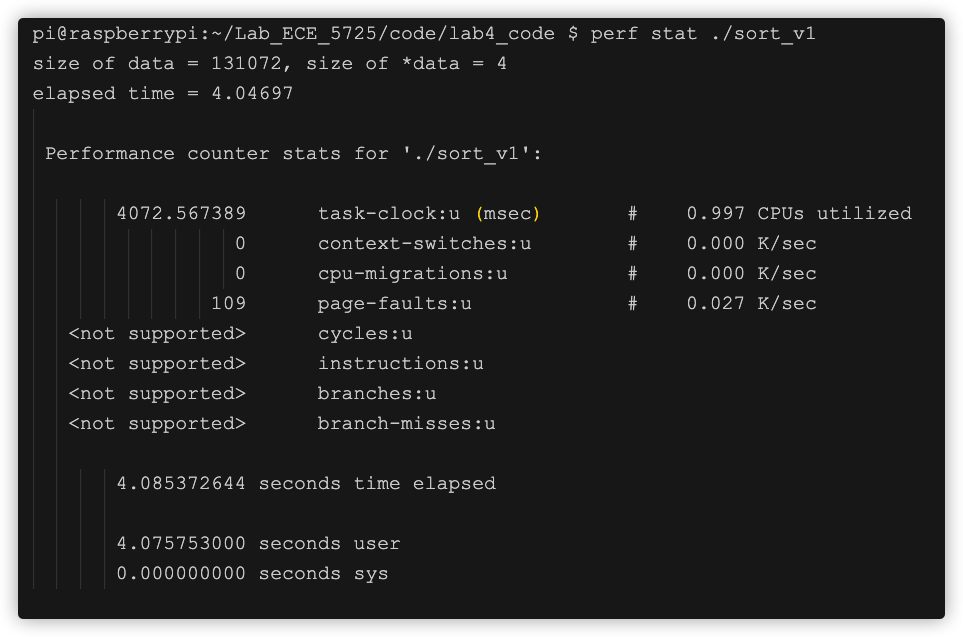 pi@raspberrypi:~/Lab_ECE_5725/code/lab4_code $ perf stat ./sort_v1
size of data = 131072, size of *data = 4
elapsed time = 4.04697
Performance counter stats for './sort_v1':
4072.567389 task-clock:u (msec) # 0.997 CPUs utilized
0 context-switches:u # 0.000 K/sec
0 cpu-migrations:u # 0.000 K/sec
109 page-faults:u # 0.027 K/sec
<not supported> cycles:u
<not supported> instructions:u
<not supported> branches:u
<not supported> branch-misses:u
4.085372644 seconds time elapsed
4.075753000 seconds user
0.000000000 seconds sys